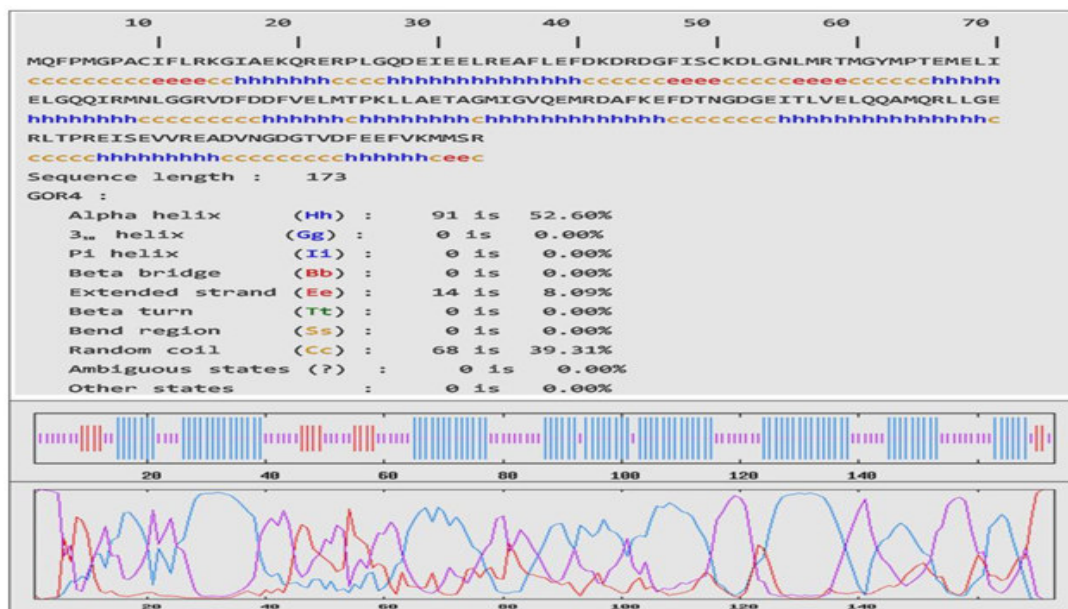 10 20 30 40 50 60 70
| | | | | | |
MQFPMGPACIFLRKGIAEKQRERPLGQDEIEELREAFLEFDKDRDGFISCKDLGNLMRTMGYMPTEMELI
ccccccccceeeecchhhhhhhcccchhhhhhhhhhhhhhcccccceeeeccccceeeecccccchhhhh
ELGQQIRMNLGGRVDFDDFVELMTPKLLAETAGMIGVQEMRDAFKEFDTNGDGEITLVELQQAMQRLLGE
hhhhhhhhccccccccchhhhhhchhhhhhhhchhhhhhhhhhhhhcccccccchhhhhhhhhhhhhhhc
RLTPREISEVVREADVNGDGTVDFEEFVKMMSR
ccccchhhhhhhhhccccccccchhhhhhceec
Sequence length : 173
GOR4 :
Alpha helix (Hh) : 91 is 52.60%
3₁₀ helix (Gg) : 0 is 0.00%
Pi helix (Ii) : 0 is 0.00%
Beta bridge (Bb) : 0 is 0.00%
Extended strand (Ee) : 14 is 8.09%
Beta turn (Tt) : 0 is 0.00%
Bend region (Ss) : 0 is 0.00%
Random coil (Cc) : 68 is 39.31%
Ambiguous states (?) : 0 is 0.00%
Other states : 0 is 0.00%
20 40 60 80 100 120 140
20 40 60 80 100 120 140